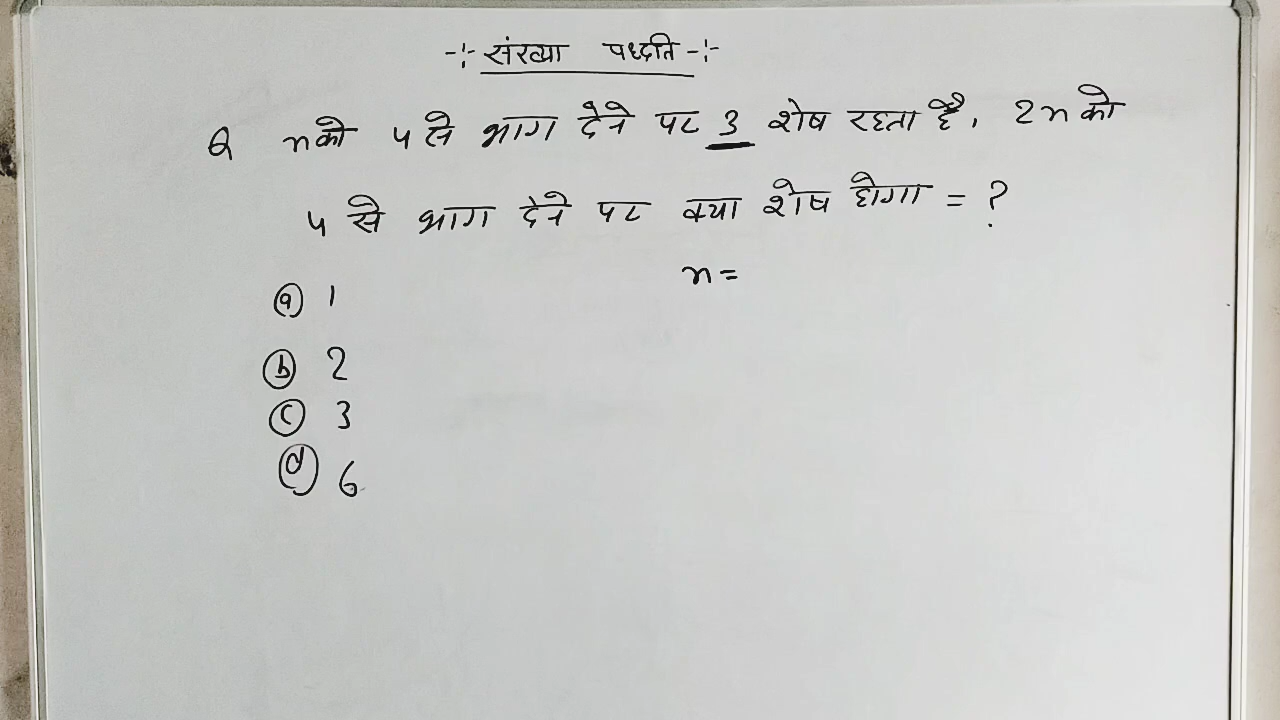 -:- संख्या पध्दति -:-
Q n को 4 से भाग देने पर 3 शेष रहता है, 2n को
4 से भाग देने पर क्या शेष होगा = ?
n =
(a) 1
(b) 2
(c) 3
(d) 6